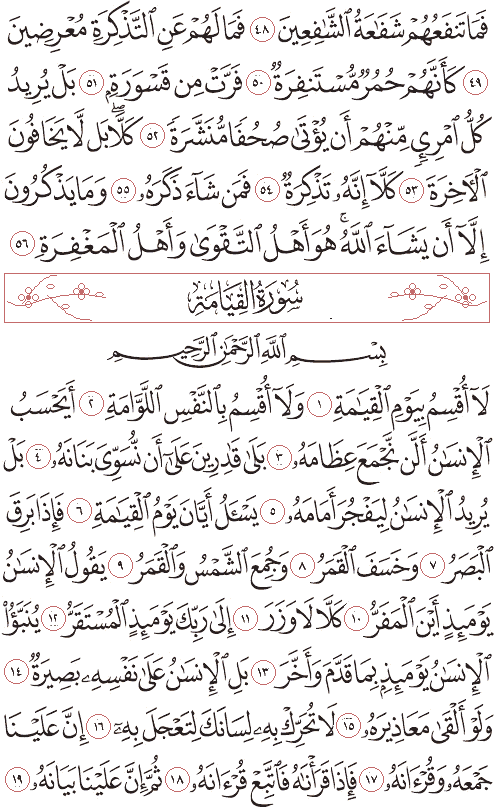 فَمَا تَنفَعُهُمْ شَفَـٰعَةُ ٱلشَّـٰفِعِينَ ٤٨ فَمَا لَهُمْ عَنِ ٱلتَّذْكِرَةِ مُعْرِضِينَ
٤٩ كَأَنَّهُمْ حُمُرٌ مُّسْتَنفِرَةٌ ٥٠ فَرَّتْ مِن قَسْوَرَةٍۭ ٥١ بَلْ يُرِيدُ
كُلُّ ٱمْرِئٍ مِّنْهُمْ أَن يُؤْتَىٰ صُحُفًا مُّنَشَّرَةً ٥٢ كَلَّا ۖ بَل لَّا يَخَافُونَ
ٱلْـَٔاخِرَةَ ٥٣ كَلَّآ إِنَّهُۥ تَذْكِرَةٌ ٥٤ فَمَن شَآءَ ذَكَرَهُۥ ٥٥ وَمَا يَذْكُرُونَ
إِلَّآ أَن يَشَآءَ ٱللَّهُ ۚ هُوَ أَهْلُ ٱلتَّقْوَىٰ وَأَهْلُ ٱلْمَغْفِرَةِ ٥٦
سُورَةُ القِيَامَةِ
بِسْمِ ٱللَّهِ ٱلرَّحْمَـٰنِ ٱلرَّحِيمِ
لَآ أُقْسِمُ بِيَوْمِ ٱلْقِيَـٰمَةِ ١ وَلَآ أُقْسِمُ بِٱلنَّفْسِ ٱللَّوَّامَةِ ٢ أَيَحْسَبُ
ٱلْإِنسَـٰنُ أَلَّن نَّجْمَعَ عِظَامَهُۥ ٣ بَلَىٰ قَـٰدِرِينَ عَلَىٰٓ أَن نُّسَوِّىَ بَنَانَهُۥ ٤ بَلْ
يُرِيدُ ٱلْإِنسَـٰنُ لِيَفْجُرَ أَمَامَهُۥ ٥ يَسْـَٔلُ أَيَّانَ يَوْمُ ٱلْقِيَـٰمَةِ ٦ فَإِذَا بَرِقَ
ٱلْبَصَرُ ٧ وَخَسَفَ ٱلْقَمَرُ ٨ وَجُمِعَ ٱلشَّمْسُ وَٱلْقَمَرُ ٩ يَقُولُ ٱلْإِنسَـٰنُ
يَوْمَئِذٍ أَيْنَ ٱلْمَفَرُّ ١٠ كَلَّا لَا وَزَرَ ١١ إِلَىٰ رَبِّكَ يَوْمَئِذٍ ٱلْمُسْتَقَرُّ ١٢ يُنَبَّؤُا۟
ٱلْإِنسَـٰنُ يَوْمَئِذٍۭ بِمَا قَدَّمَ وَأَخَّرَ ١٣ بَلِ ٱلْإِنسَـٰنُ عَلَىٰ نَفْسِهِۦ بَصِيرَةٌ ١٤
وَلَوْ أَلْقَىٰ مَعَاذِيرَهُۥ ١٥ لَا تُحَرِّكْ بِهِۦ لِسَانَكَ لِتَعْجَلَ بِهِۦٓ ١٦ إِنَّ عَلَيْنَا
جَمْعَهُۥ وَقُرْءَانَهُۥ ١٧ فَإِذَا قَرَأْنَـٰهُ فَٱتَّبِعْ قُرْءَانَهُۥ ١٨ ثُمَّ إِنَّ عَلَيْنَا بَيَانَهُۥ ١٩